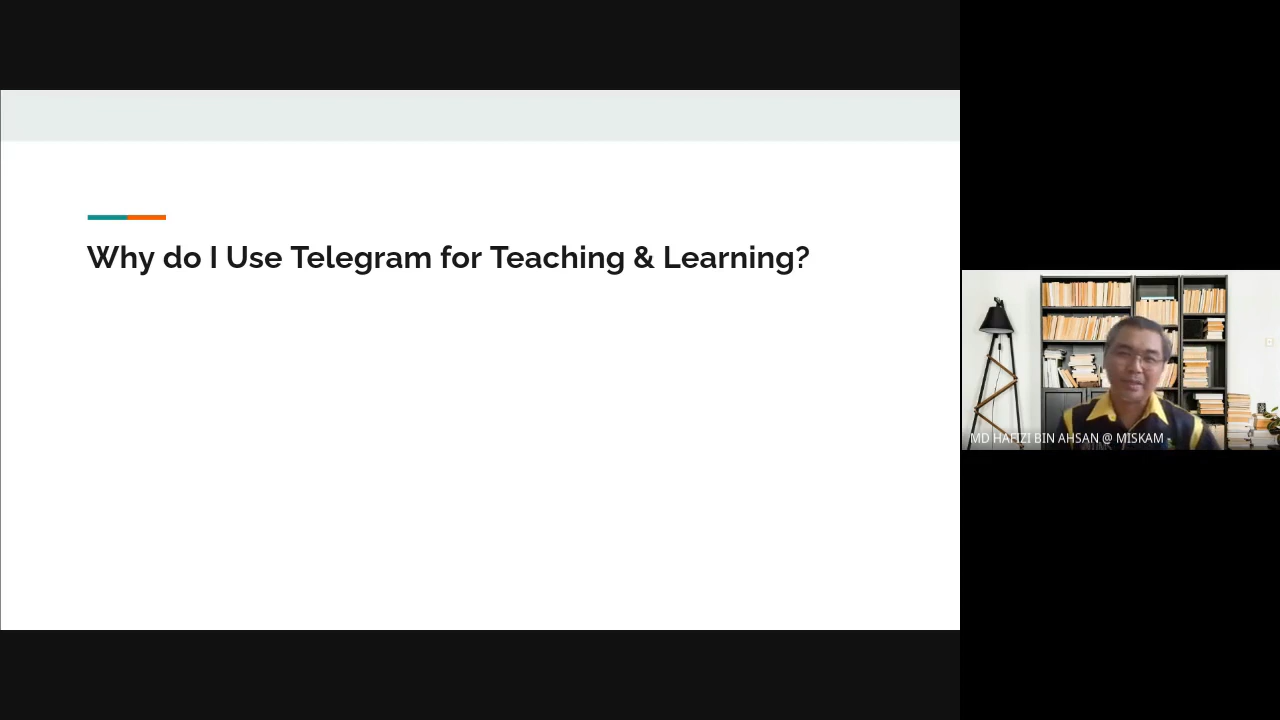 Why do I Use Telegram for Teaching & Learning?
MD HAFIZI BIN AHSAN @ MISKAM -